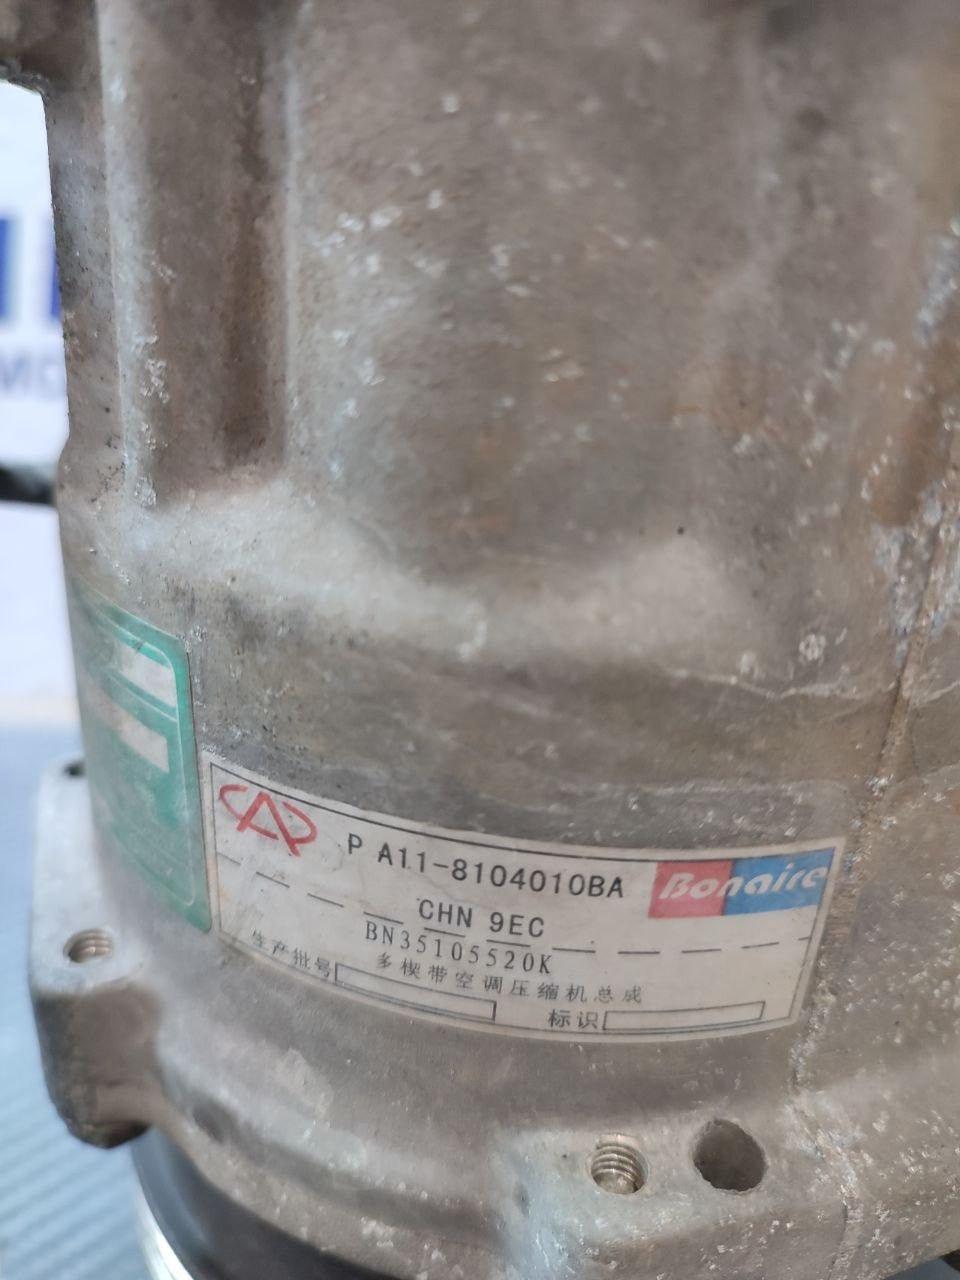 P A11-8104010BA
Bonaire
CHN 9EC
BN35105520K
多楔带空调压缩机总成
生产批号
标识